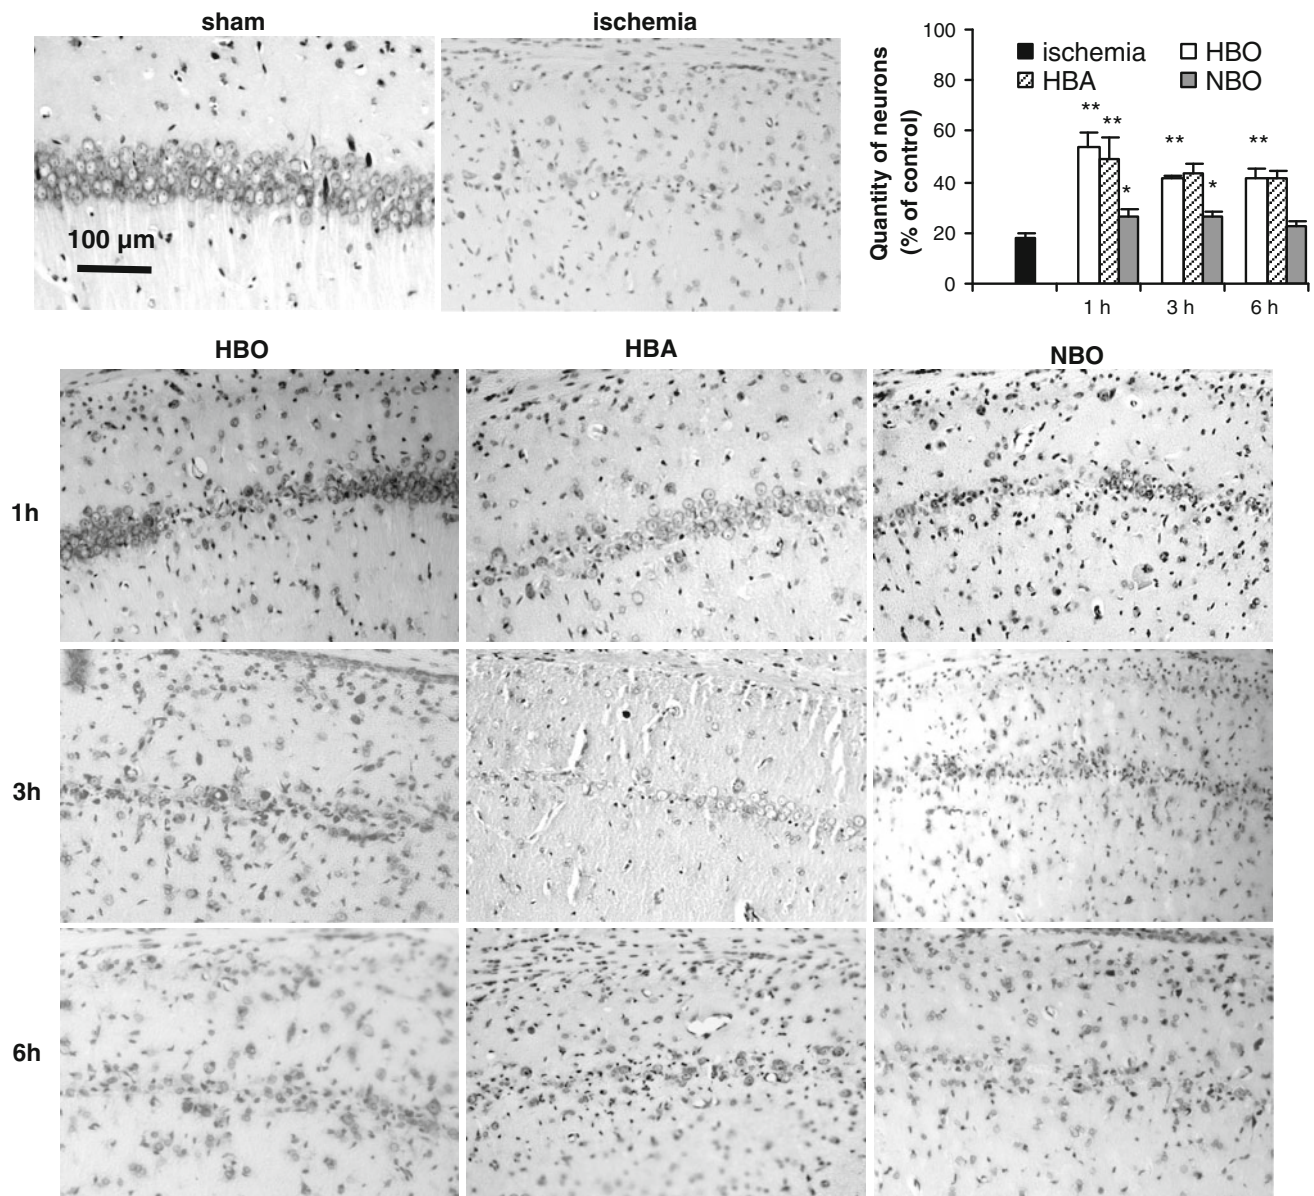 sham
ischemia
100 µm
100
80
60
40
20
0
Quantity of neurons
(% of control)
ischemia
HBO
HBA
NBO
** **
*
**
*
**
1 h
3 h
6 h
HBO
HBA
NBO
1h
3h
6h